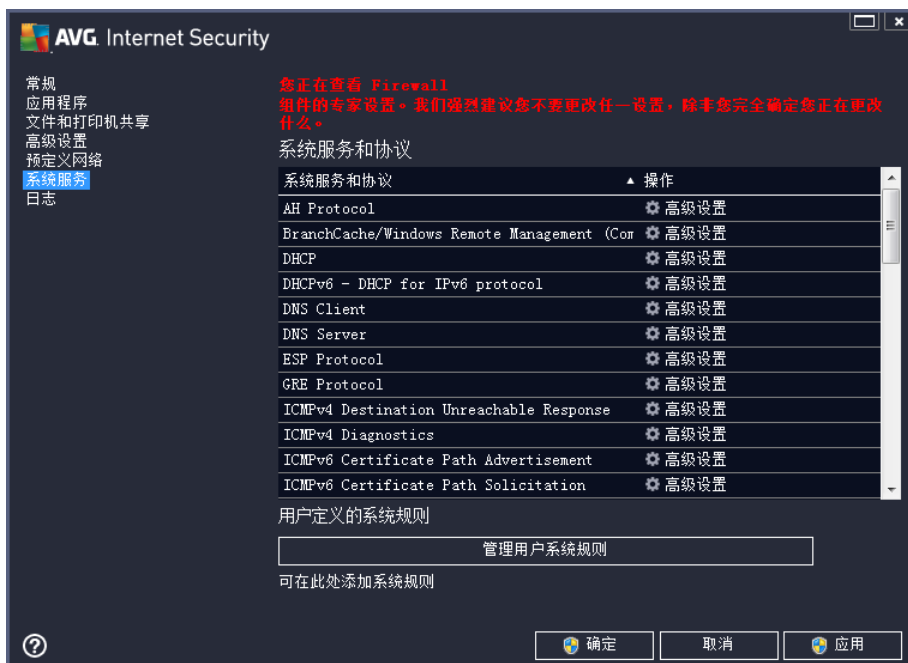 AVG. Internet Security
常规
应用程序
文件和打印机共享
高级设置
预定义网络
系统服务
日志
您正在查看 Firewall
组件的专家设置。我们强烈建议您不要更改任一设置，除非您完全确定您正在更改
什么。
系统服务和协议
系统服务和协议 操作
AH Protocol 高级设置
BranchCache/Windows Remote Management (Com 高级设置
DHCP 高级设置
DHCPv6 - DHCP for IPv6 protocol 高级设置
DNS Client 高级设置
DNS Server 高级设置
ESP Protocol 高级设置
GRE Protocol 高级设置
ICMPv4 Destination Unreachable Response 高级设置
ICMPv4 Diagnostics 高级设置
ICMPv6 Certificate Path Advertisement 高级设置
ICMPv6 Certificate Path Solicitation 高级设置
用户定义的系统规则
管理用户系统规则
可在此处添加系统规则
确定 取消 应用